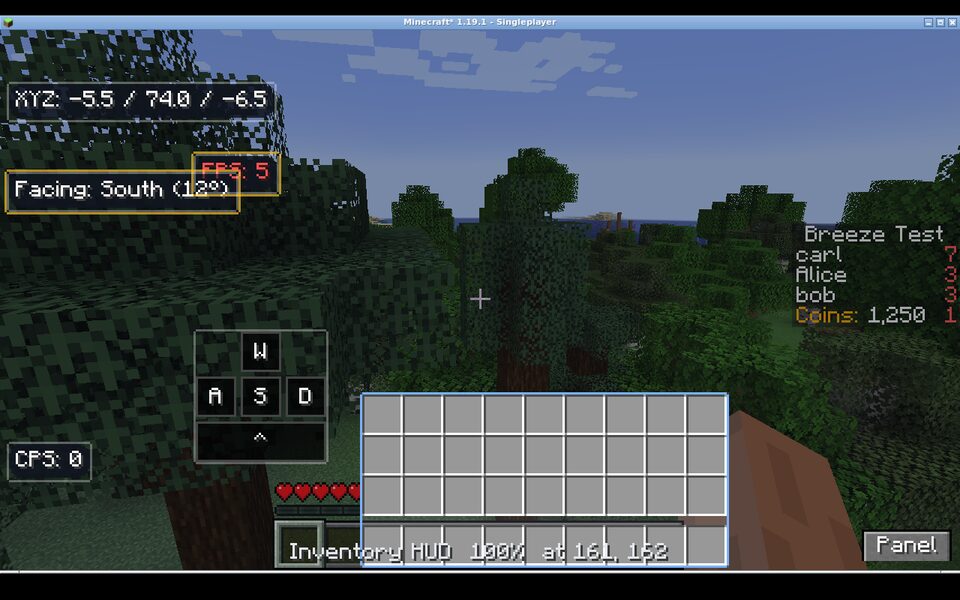 Minecraft* 1.19.1 - Singleplayer
XYZ: -5.5 / 74.0 / -6.5
FPS: 5
Facing: South (12°)
Breeze Test
carl 7
Alice 3
bob 3
Coins: 1,250 1
W
A S D
^
CPS: 0
Inventory HUD 100% at 161, 162
Panel